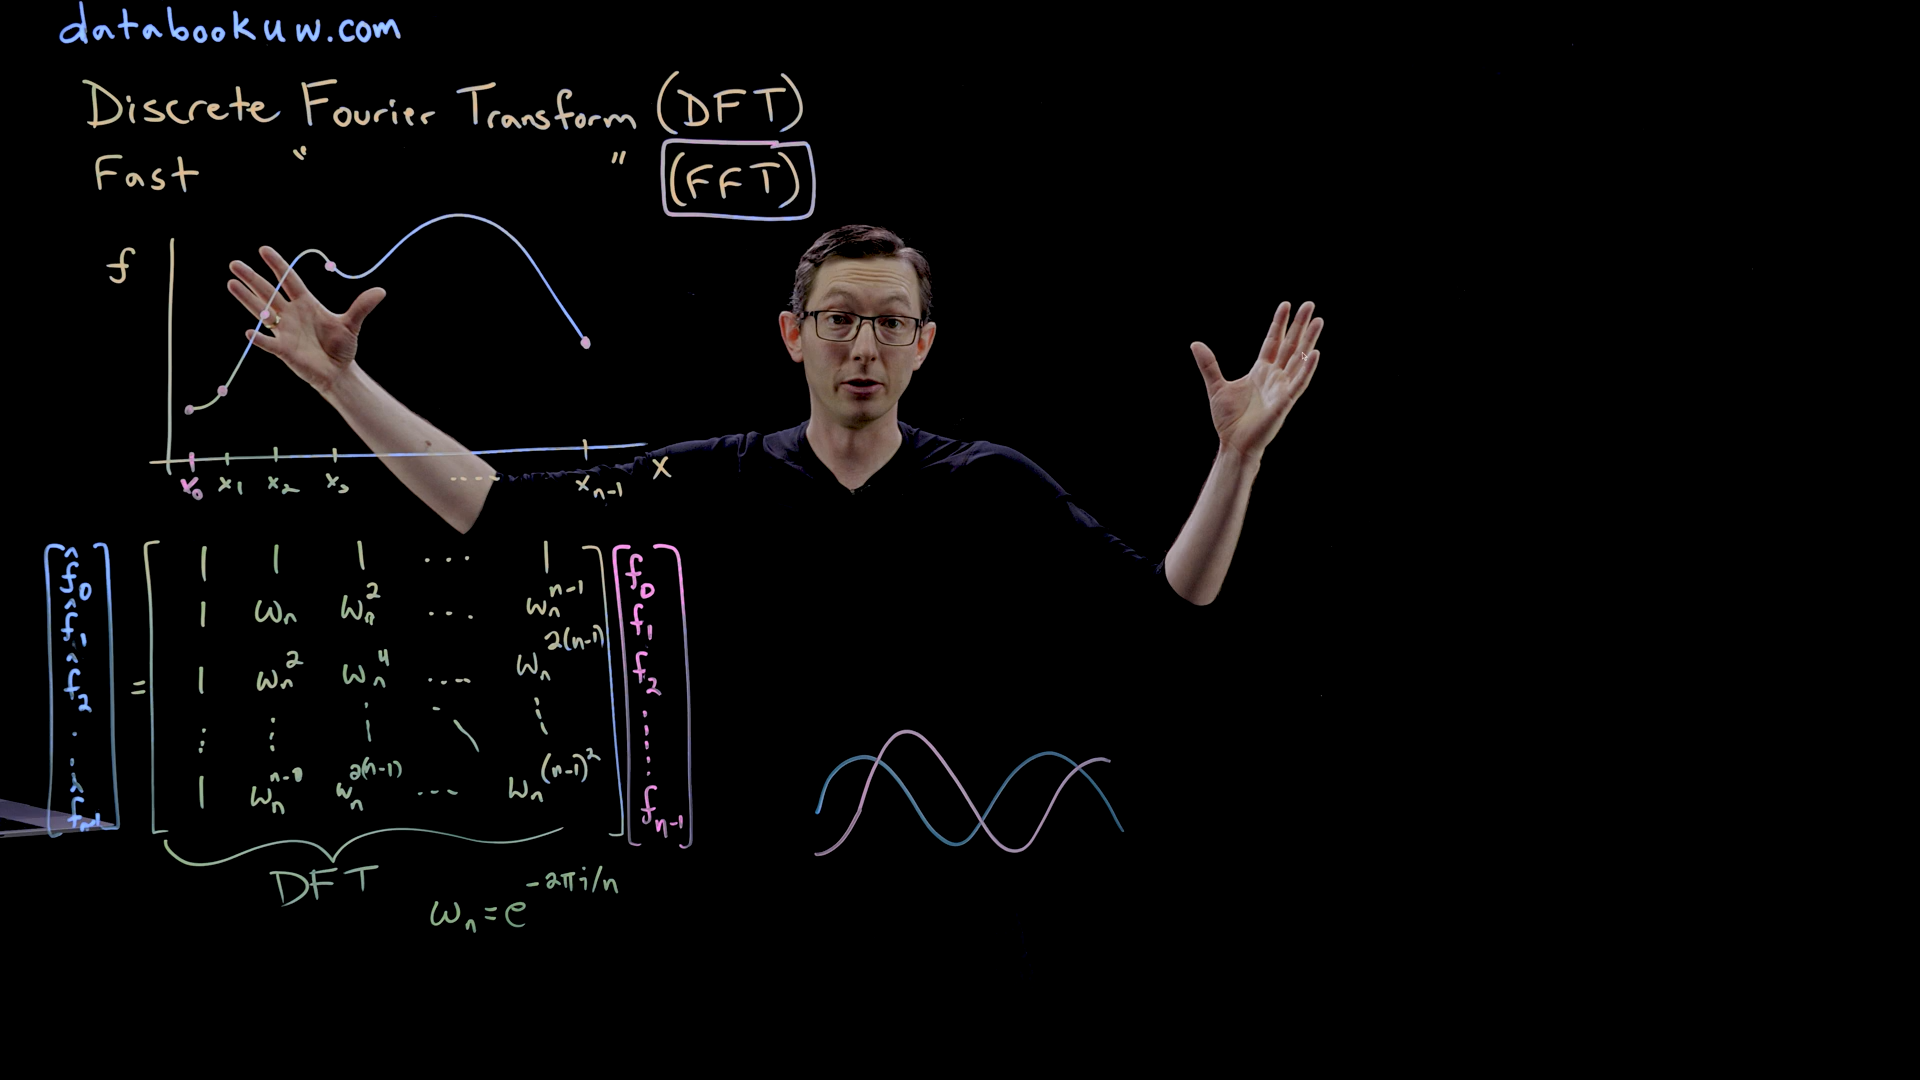 databookuw.com
Discrete Fourier Transform (DFT)
Fast " " (FFT)
f
x₀ x₁ x₂ x₃ .... xₙ₋₁ x
[f̂₀ f̂₁ f̂₂ ⋮ f̂ₙ₋₁] =
1 1 1 ... 1
1 ωₙ ωₙ² ... ωₙⁿ⁻¹
1 ωₙ² ωₙ⁴ .... ωₙ²⁽ⁿ⁻¹⁾
⋮ ⋮ ⋮ ⋱ ⋮
1 ωₙⁿ⁻¹ ωₙ²⁽ⁿ⁻¹⁾ ... ωₙ⁽ⁿ⁻¹⁾²
[f₀ f₁ f₂ ⋮ fₙ₋₁]
DFT
ωₙ = e^(-2πi/n)